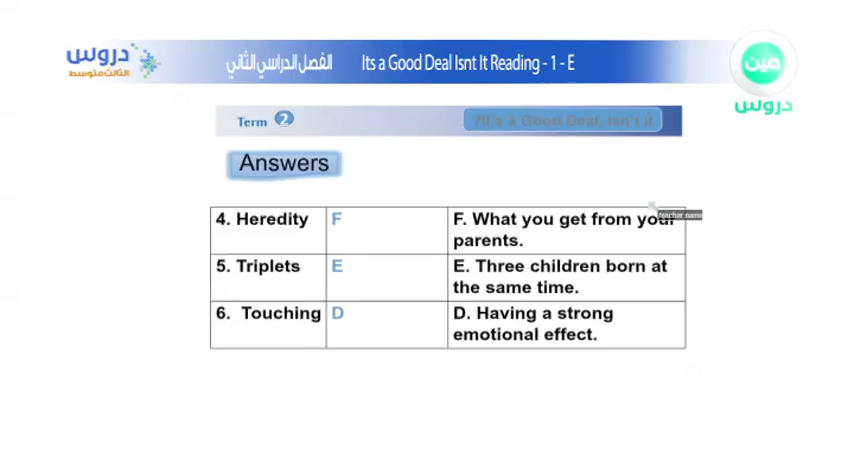 دروس
الثالث متوسط
الفصل الدراسي الثاني
Its a Good Deal Isnt It Reading - 1 - E
عين
دروس
Term 2
?It's a Good Deal, Isn't it
Answers
teacher name
4. Heredity F F. What you get from your
parents.
5. Triplets E E. Three children born at
the same time.
6. Touching D D. Having a strong
emotional effect.